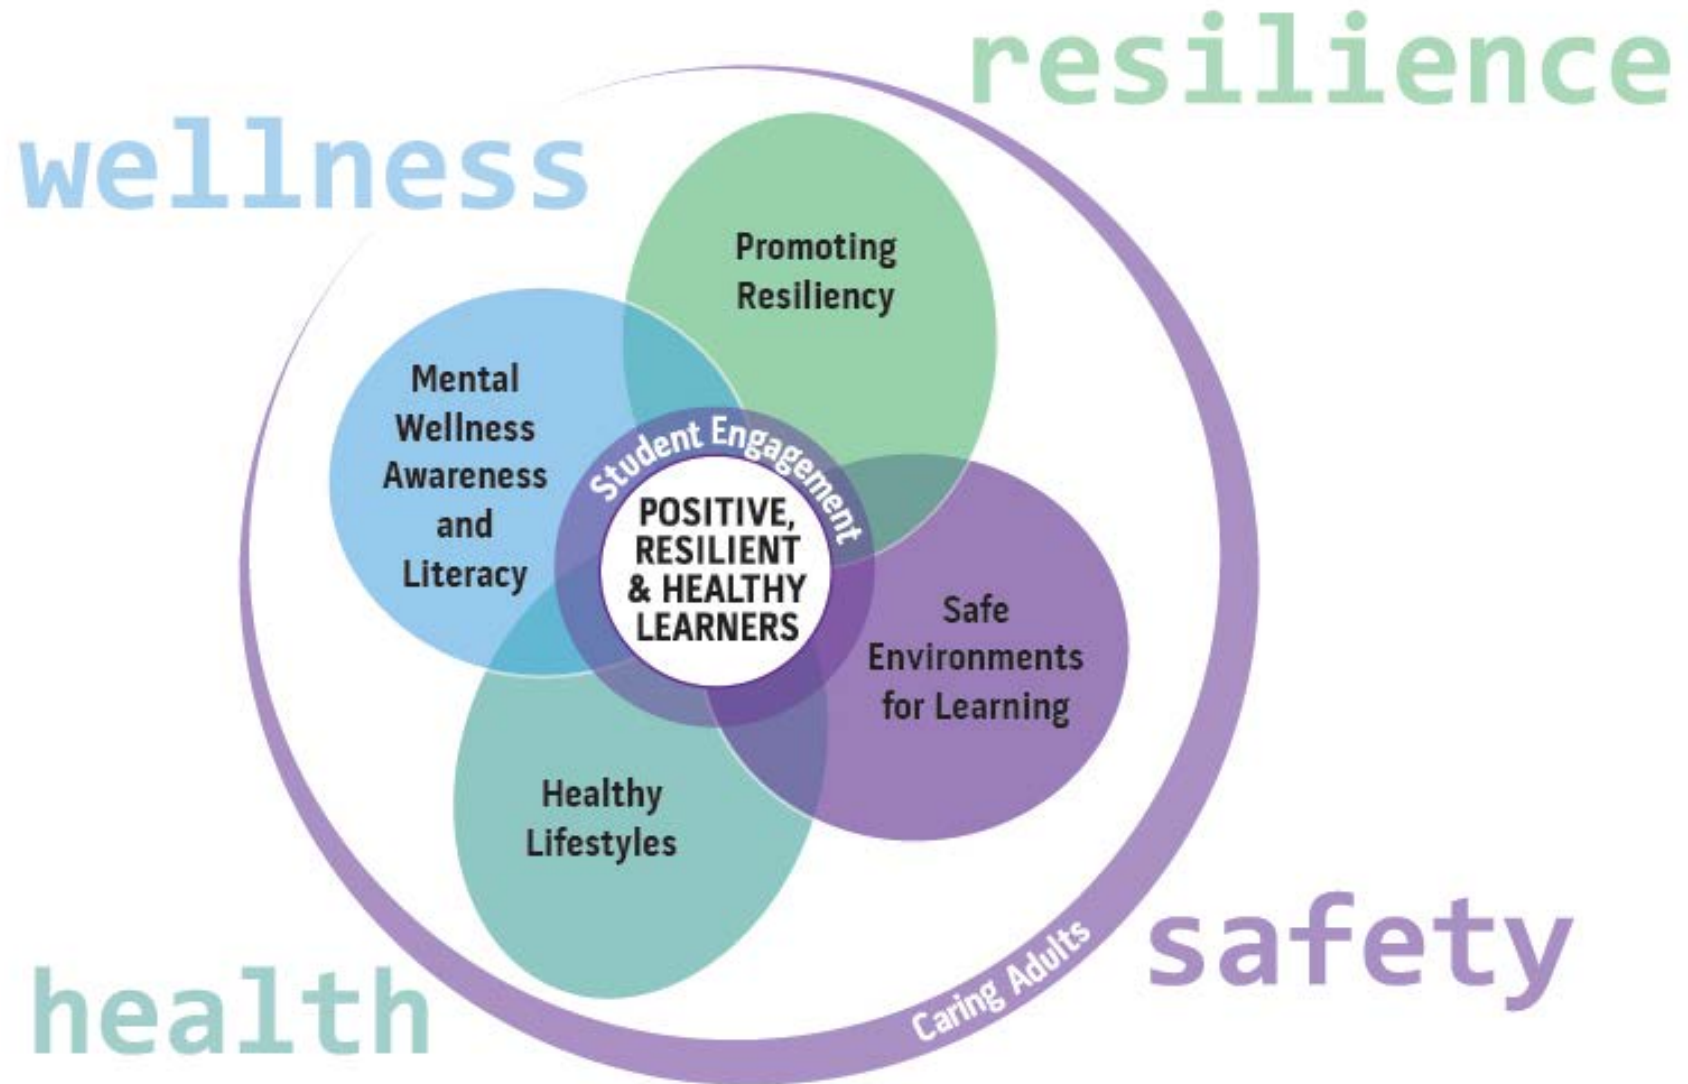 resilience
wellness
Promoting
Resiliency
Mental
Wellness
Awareness
and
Literacy
Student Engagement
POSITIVE,
RESILIENT
& HEALTHY
LEARNERS
Safe
Environments
for Learning
Healthy
Lifestyles
safety
Caring Adults
health